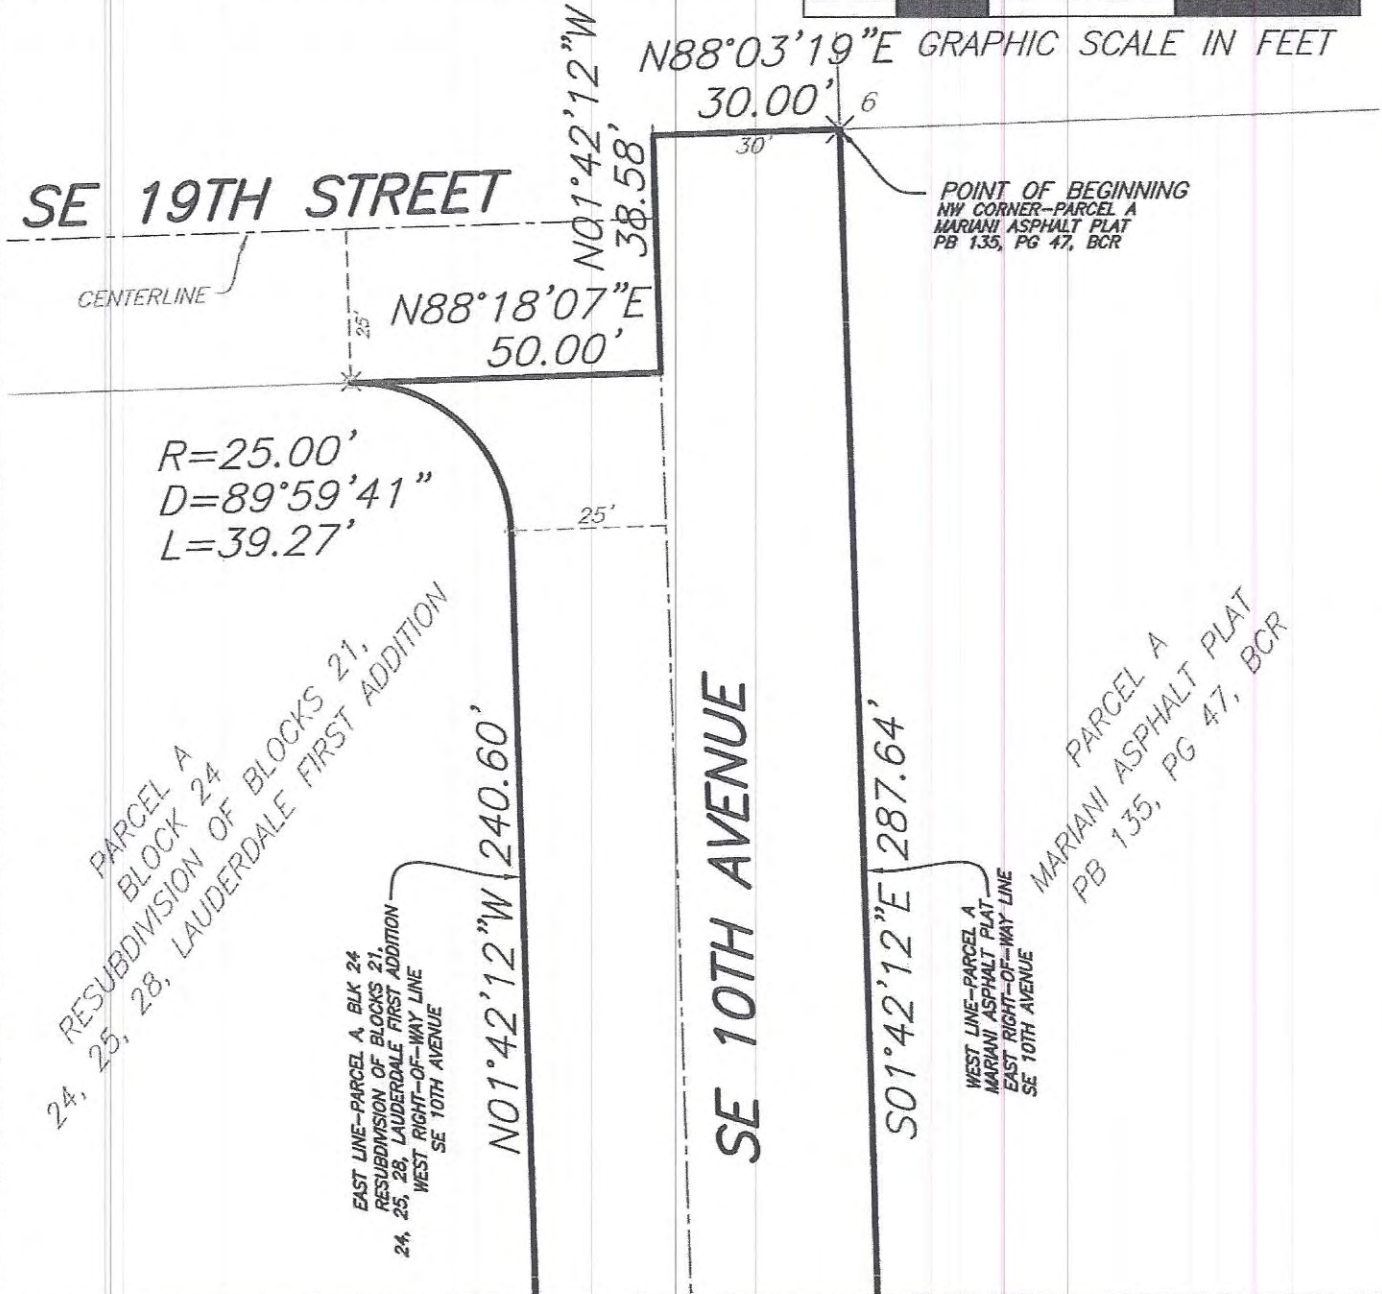 GRAPHIC SCALE IN FEET
N88°03'19"E
30.00'
6
30'
N01°42'12"W
38.58'
SE 19TH STREET
POINT OF BEGINNING
NW CORNER-PARCEL A
MARIANI ASPHALT PLAT
PB 135, PG 47, BCR
CENTERLINE
25'
N88°18'07"E
50.00'
R=25.00'
D=89°59'41"
L=39.27'
25'
PARCEL A
BLOCK 24
RESUBDIVISION OF BLOCKS 21,
24, 25, 28, LAUDERDALE FIRST ADDITION
N01°42'12"W 240.60'
EAST LINE-PARCEL A, BLK 24
RESUBDIVISION OF BLOCKS 21,
24, 25, 28, LAUDERDALE FIRST ADDITION
WEST RIGHT-OF-WAY LINE
SE 10TH AVENUE
SE 10TH AVENUE
S01°42'12"E 287.64'
WEST LINE-PARCEL A
MARIANI ASPHALT PLAT
EAST RIGHT-OF-WAY LINE
SE 10TH AVENUE
PARCEL A
MARIANI ASPHALT PLAT
PB 135, PG 47, BCR